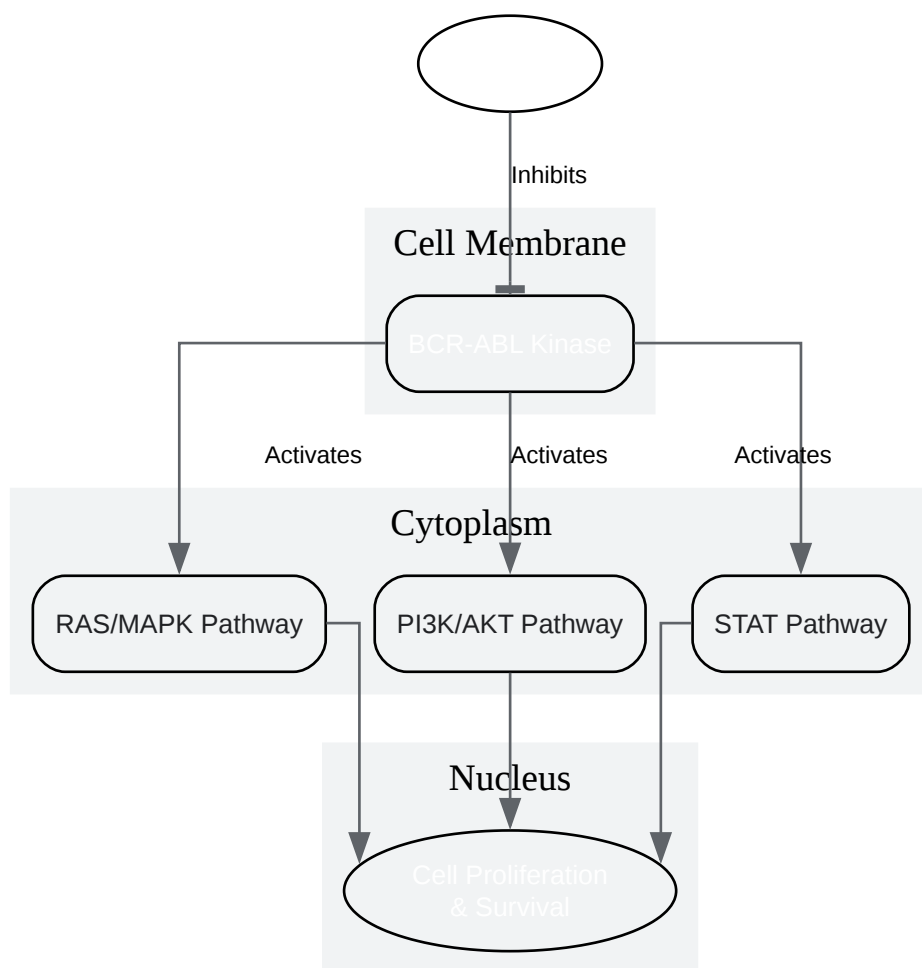 Inhibits
Cell Membrane
BCR-ABL Kinase
Activates
Activates
Activates
Cytoplasm
RAS/MAPK Pathway
PI3K/AKT Pathway
STAT Pathway
Nucleus
Cell Proliferation
& Survival